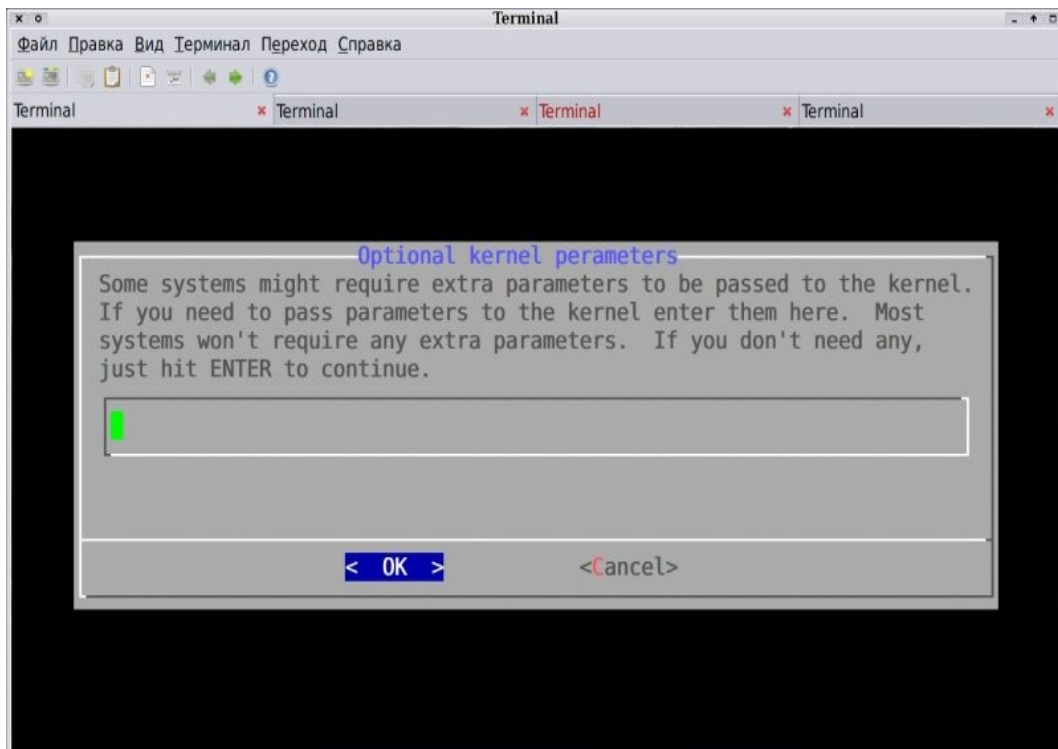 Terminal
Файл Правка Вид Терминал Переход Справка
Terminal Terminal Terminal Terminal
Optional kernel perameters
Some systems might require extra parameters to be passed to the kernel.
If you need to pass parameters to the kernel enter them here.  Most
systems won't require any extra parameters.  If you don't need any,
just hit ENTER to continue.
<  OK  > <Cancel>